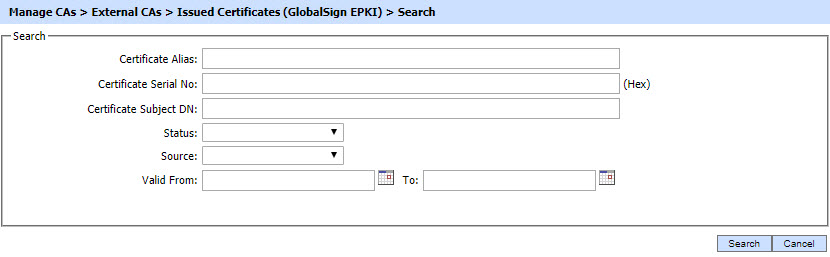 Manage CAs > External CAs > Issued Certificates (GlobalSign EPKI) > Search
Search
Certificate Alias:
Certificate Serial No: (Hex)
Certificate Subject DN:
Status:
Source:
Valid From: To:
Search Cancel